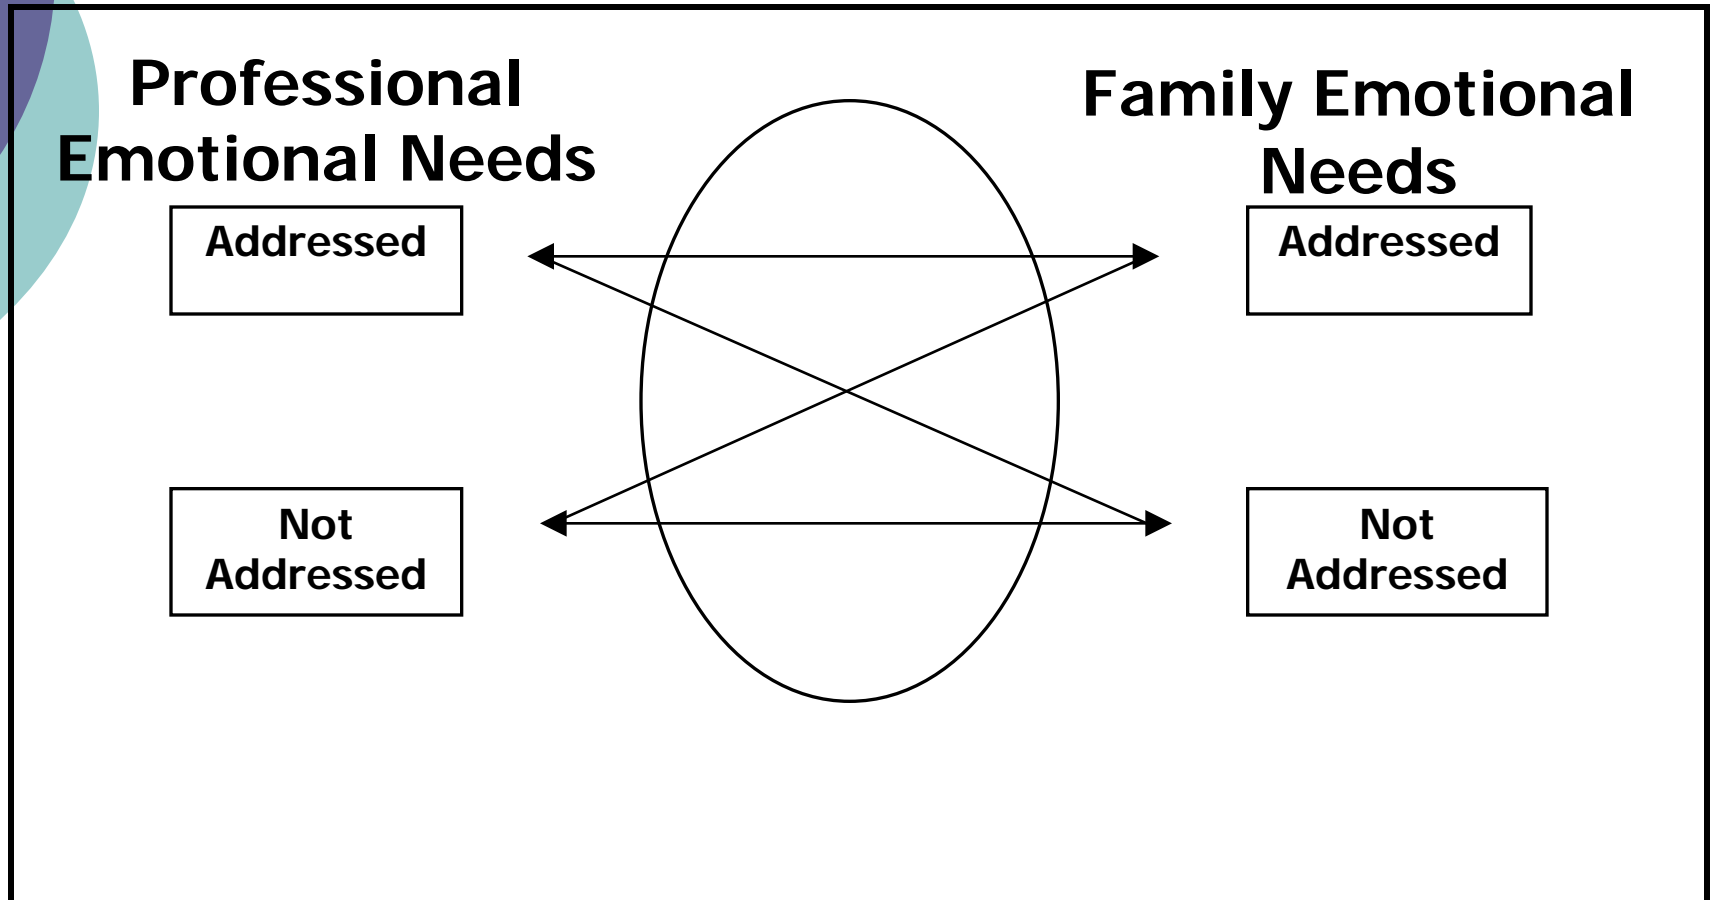 Professional
Emotional Needs
Family Emotional
Needs
Addressed
Addressed
Not
Addressed
Not
Addressed